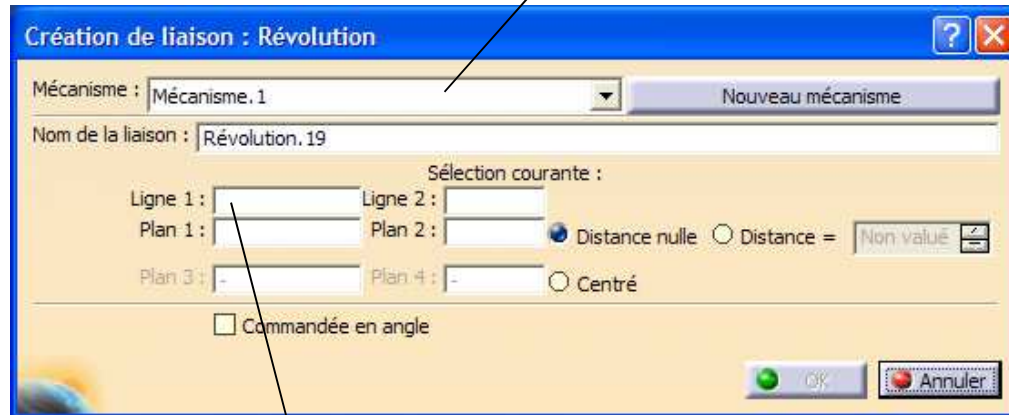 Création de liaison : Révolution
Mécanisme : Mécanisme.1 Nouveau mécanisme
Nom de la liaison : Révolution.19
Sélection courante :
Ligne 1 : Ligne 2 :
Plan 1 : Plan 2 : Distance nulle Distance = Non valué
Plan 3 : - Plan 4 : - Centré
Commandée en angle
OK Annuler